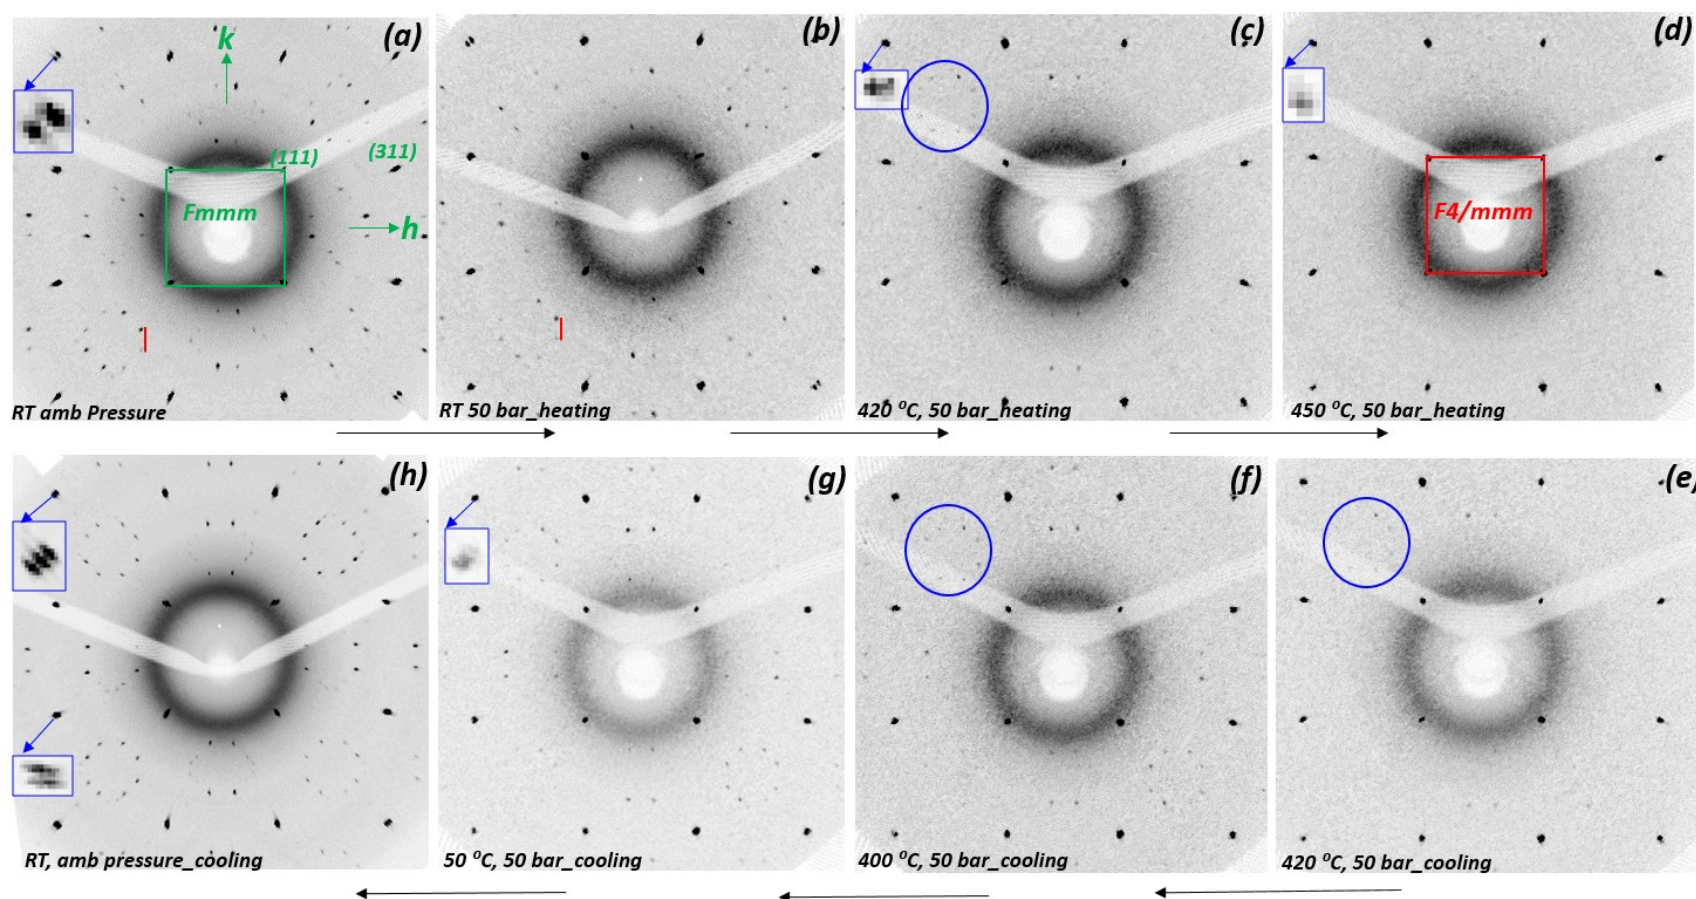 (a)
k
(111)
(311)
Fmmm
h
RT amb Pressure
(b)
RT 50 bar_heating
(c)
420 °C, 50 bar_heating
(d)
F4/mmm
450 °C, 50 bar_heating
(h)
RT, amb pressure_cooling
(g)
50 °C, 50 bar_cooling
(f)
400 °C, 50 bar_cooling
(e)
420 °C, 50 bar_cooling